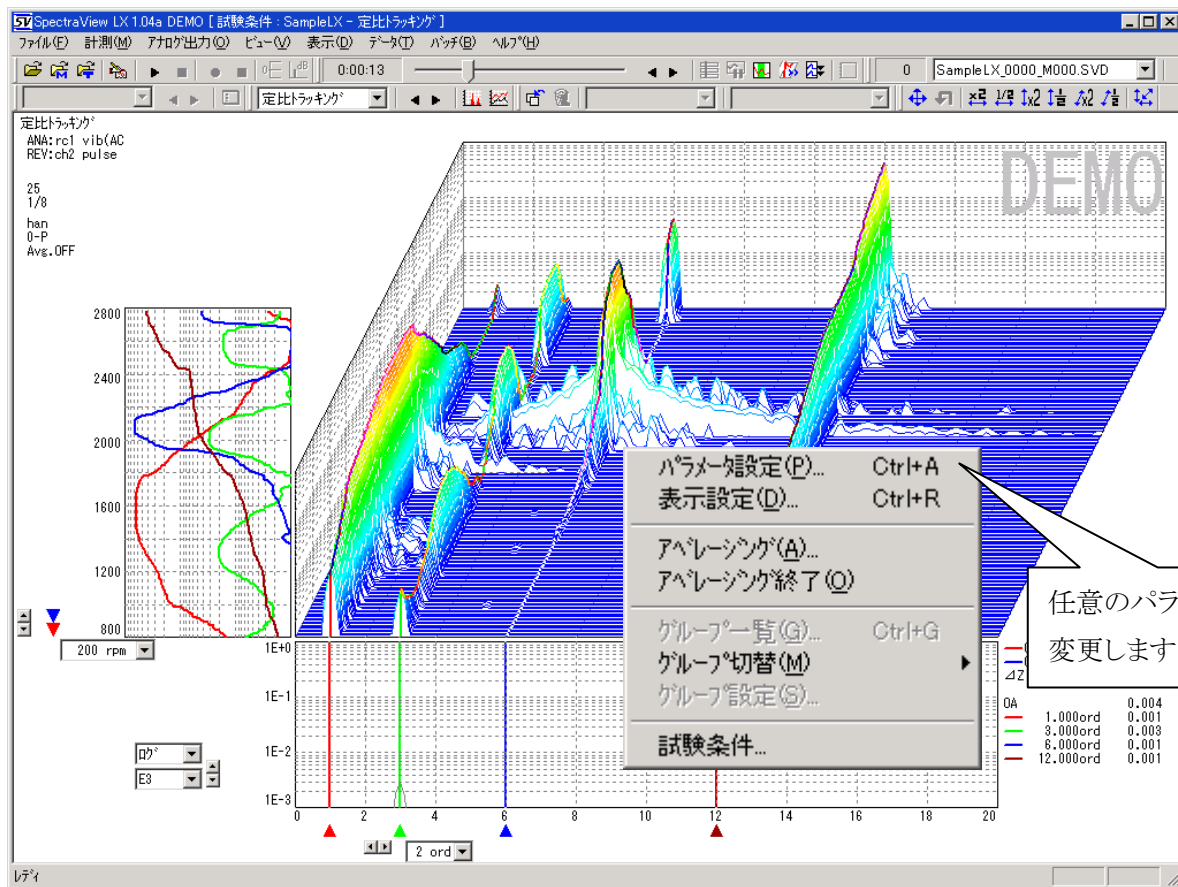 SV SpectraView LX 1.04a DEMO [ 試験条件 : SampleLX - 定比トラッキング ]
ファイル(F) 計測(M) アナログ出力(O) ビュー(V) 表示(D) データ(T) バッチ(B) ヘルプ(H)
0:00:13 0 SampleLX_0000_M000.SVD
定比トラッキング
定比トラッキング
ANA:rc1 vib(AC
REV:ch2 pulse
25
1/8
han
0-P
Avg.OFF
DEMO
2800
2400
2000
1600
1200
800
200 rpm
パラメータ設定(P)... Ctrl+A
表示設定(D)... Ctrl+R
アベレージング(A)...
アベレージング終了(O)
グループ一覧(G)... Ctrl+G
グループ切替(M)
グループ設定(S)...
試験条件...
任意のパラ
変更します
1E+0
1E-1
1E-2
1E-3
ログ
E3
0 2 4 6 8 10 12 14 16 18 20
2 ord
⊿Z
OA 0.004
1.000ord 0.001
3.000ord 0.003
6.000ord 0.001
12.000ord 0.001
レディ